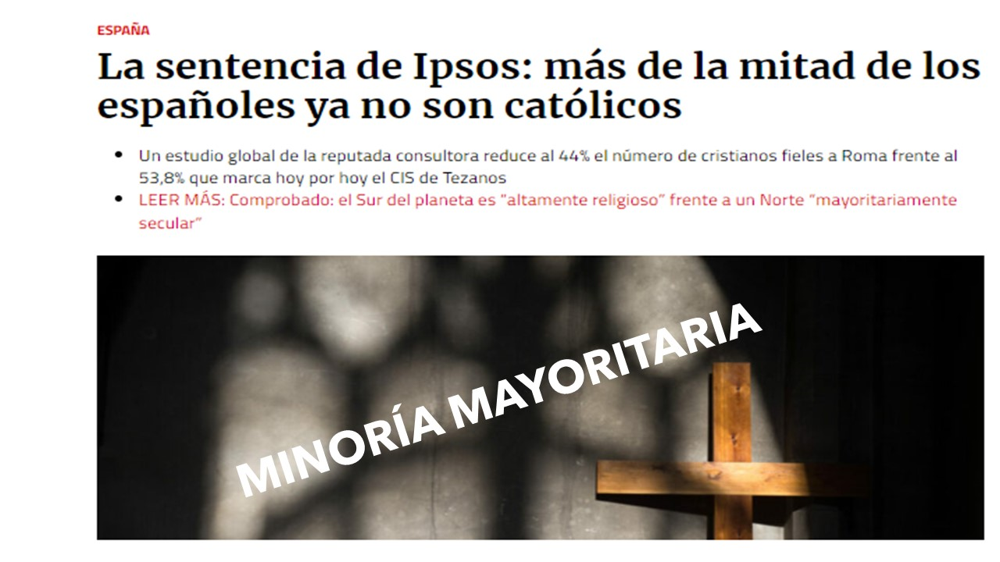 ESPAÑA
La sentencia de Ipsos: más de la mitad de los
españoles ya no son católicos
• Un estudio global de la reputada consultora reduce al 44% el número de cristianos fieles a Roma frente al
53,8% que marca hoy por hoy el CIS de Tezanos
• LEER MÁS: Comprobado: el Sur del planeta es “altamente religioso” frente a un Norte “mayoritariamente
secular”
MINORÍA MAYORITARIA